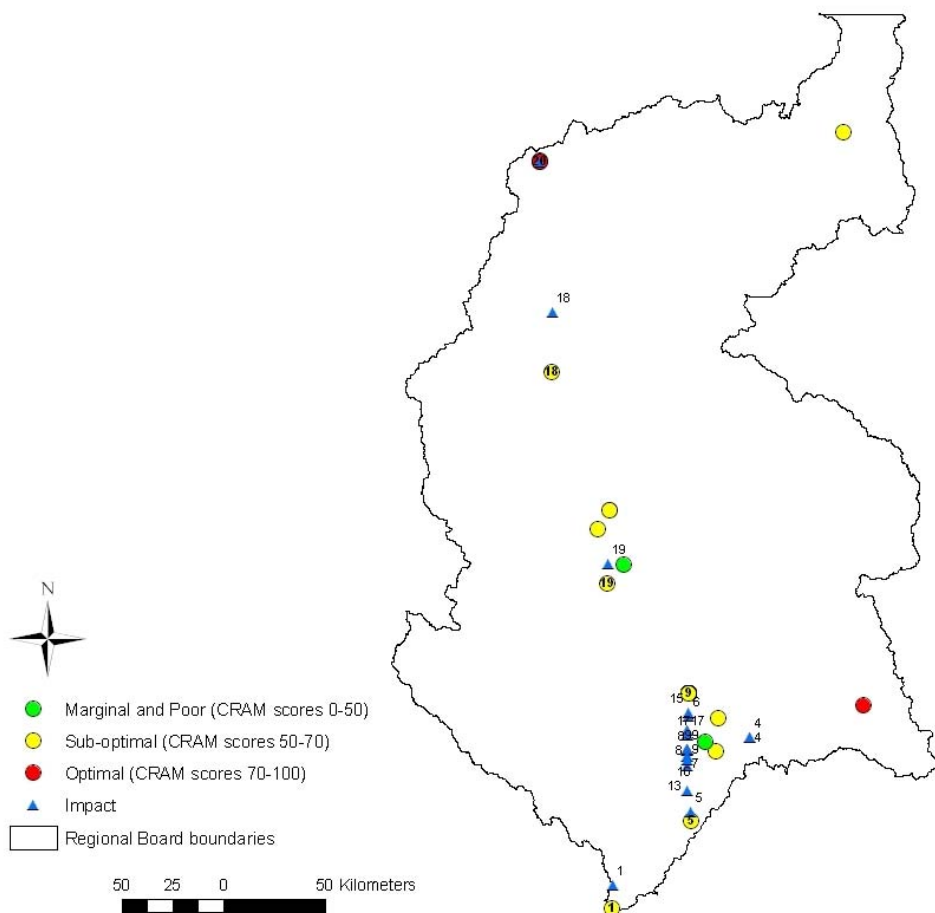 20
18
18
19
19
9
15 6
17 17
8 9 9
4
4
8 9
7
16
13
5
5
1
1
N
Marginal and Poor (CRAM scores 0-50)
Sub-optimal (CRAM scores 50-70)
Optimal (CRAM scores 70-100)
Impact
Regional Board boundaries
50 25 0 50 Kilometers